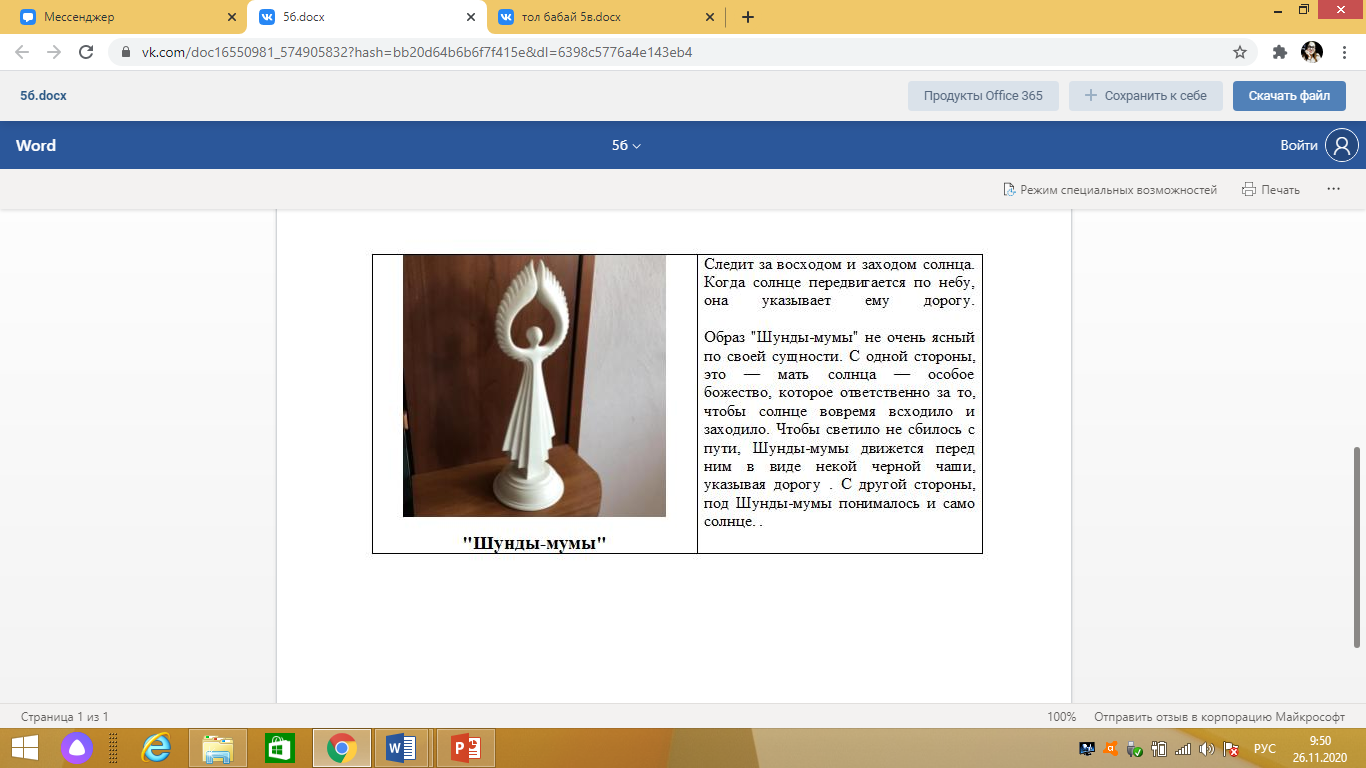 Мессенджер
5б.docx
тол бабай 5в.docx
vk.com/doc16550981_574905832?hash=bb20d64b6b6f7f415e&dl=6398c5776a4e143eb4
5б.docx
Продукты Office 365
Сохранить к себе
Скачать файл
Word
5б
Войти
Режим специальных возможностей
Печать
Следит за восходом и заходом солнца.
Когда солнце передвигается по небу,
она указывает ему дорогу.
Образ "Шунды-мумы" не очень ясный
по своей сущности. С одной стороны,
это — мать солнца — особое
божество, которое ответственно за то,
чтобы солнце вовремя всходило и
заходило. Чтобы светило не сбилось с
пути, Шунды-мумы движется перед
ним в виде некой черной чаши,
указывая дорогу . С другой стороны,
под Шунды-мумы понималось и само
солнце. .
"Шунды-мумы"
Страница 1 из 1
100%
Отправить отзыв в корпорацию Майкрософт
РУС
9:50
26.11.2020